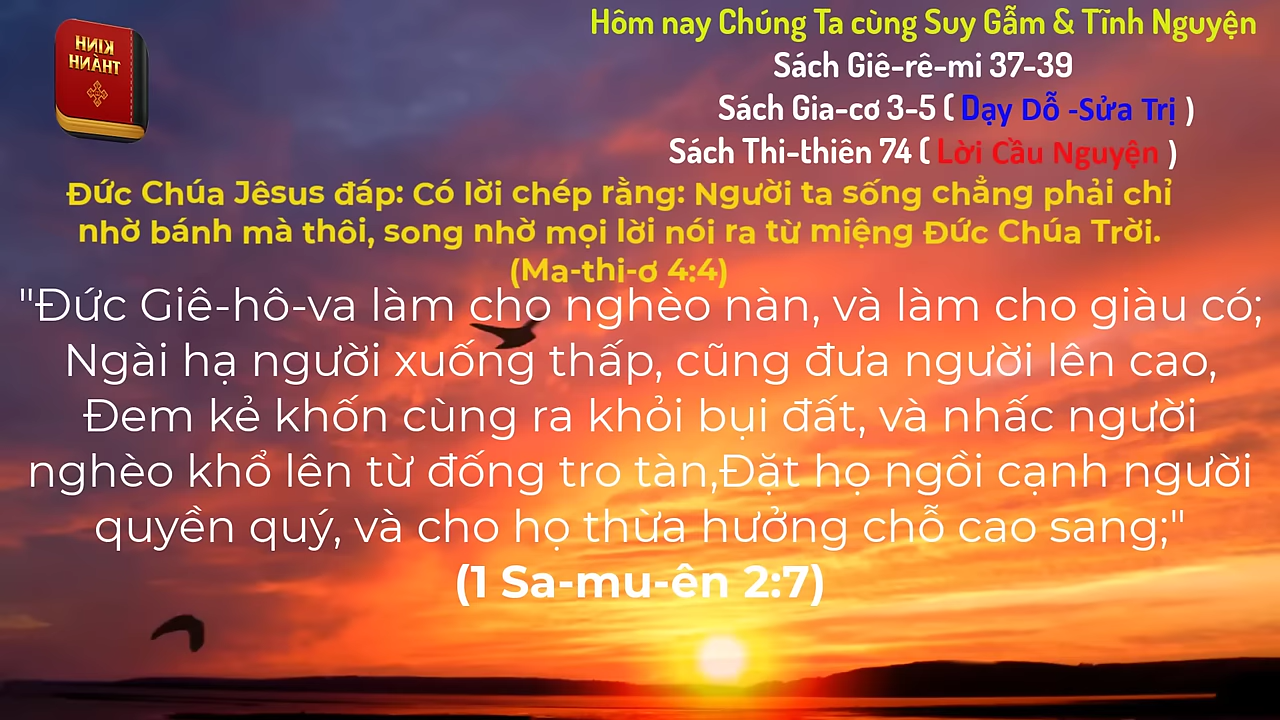 KINH
THÁNH
Hôm nay Chúng Ta cùng Suy Gẫm & Tĩnh Nguyện
Sách Giê-rê-mi 37-39
Sách Gia-cơ 3-5 ( Dạy Dỗ -Sửa Trị )
Sách Thi-thiên 74 ( Lời Cầu Nguyện )
Đức Chúa Jêsus đáp: Có lời chép rằng: Người ta sống chẳng phải chỉ
nhờ bánh mà thôi, song nhờ mọi lời nói ra từ miệng Đức Chúa Trời.
(Ma-thi-ơ 4:4)
"Đức Giê-hô-va làm cho nghèo nàn, và làm cho giàu có;
Ngài hạ người xuống thấp, cũng đưa người lên cao,
Đem kẻ khốn cùng ra khỏi bụi đất, và nhấc người
nghèo khổ lên từ đống tro tàn,Đặt họ ngồi cạnh người
quyền quý, và cho họ thừa hưởng chỗ cao sang;"
(1 Sa-mu-ên 2:7)